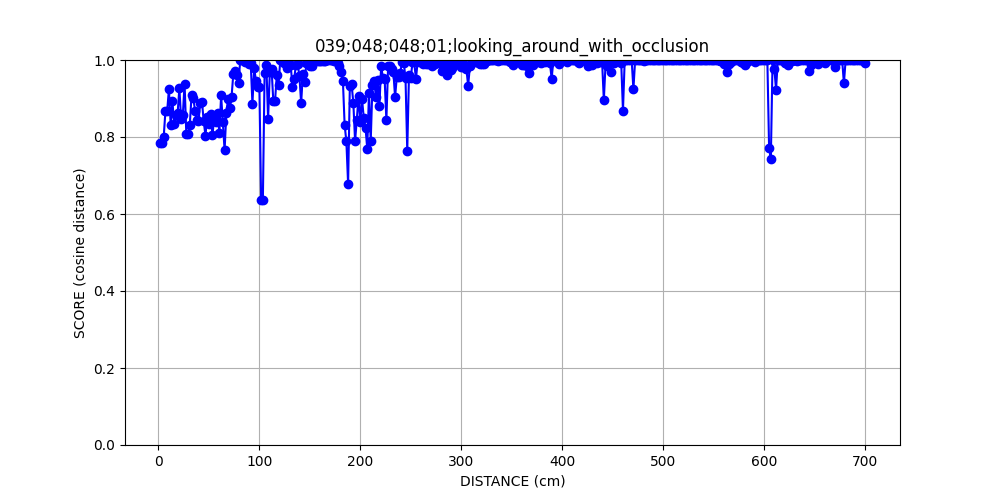 039;048;048;01;looking_around_with_occlusion
SCORE (cosine distance)
1.0
0.8
0.6
0.4
0.2
0.0
0 100 200 300 400 500 600 700
DISTANCE (cm)